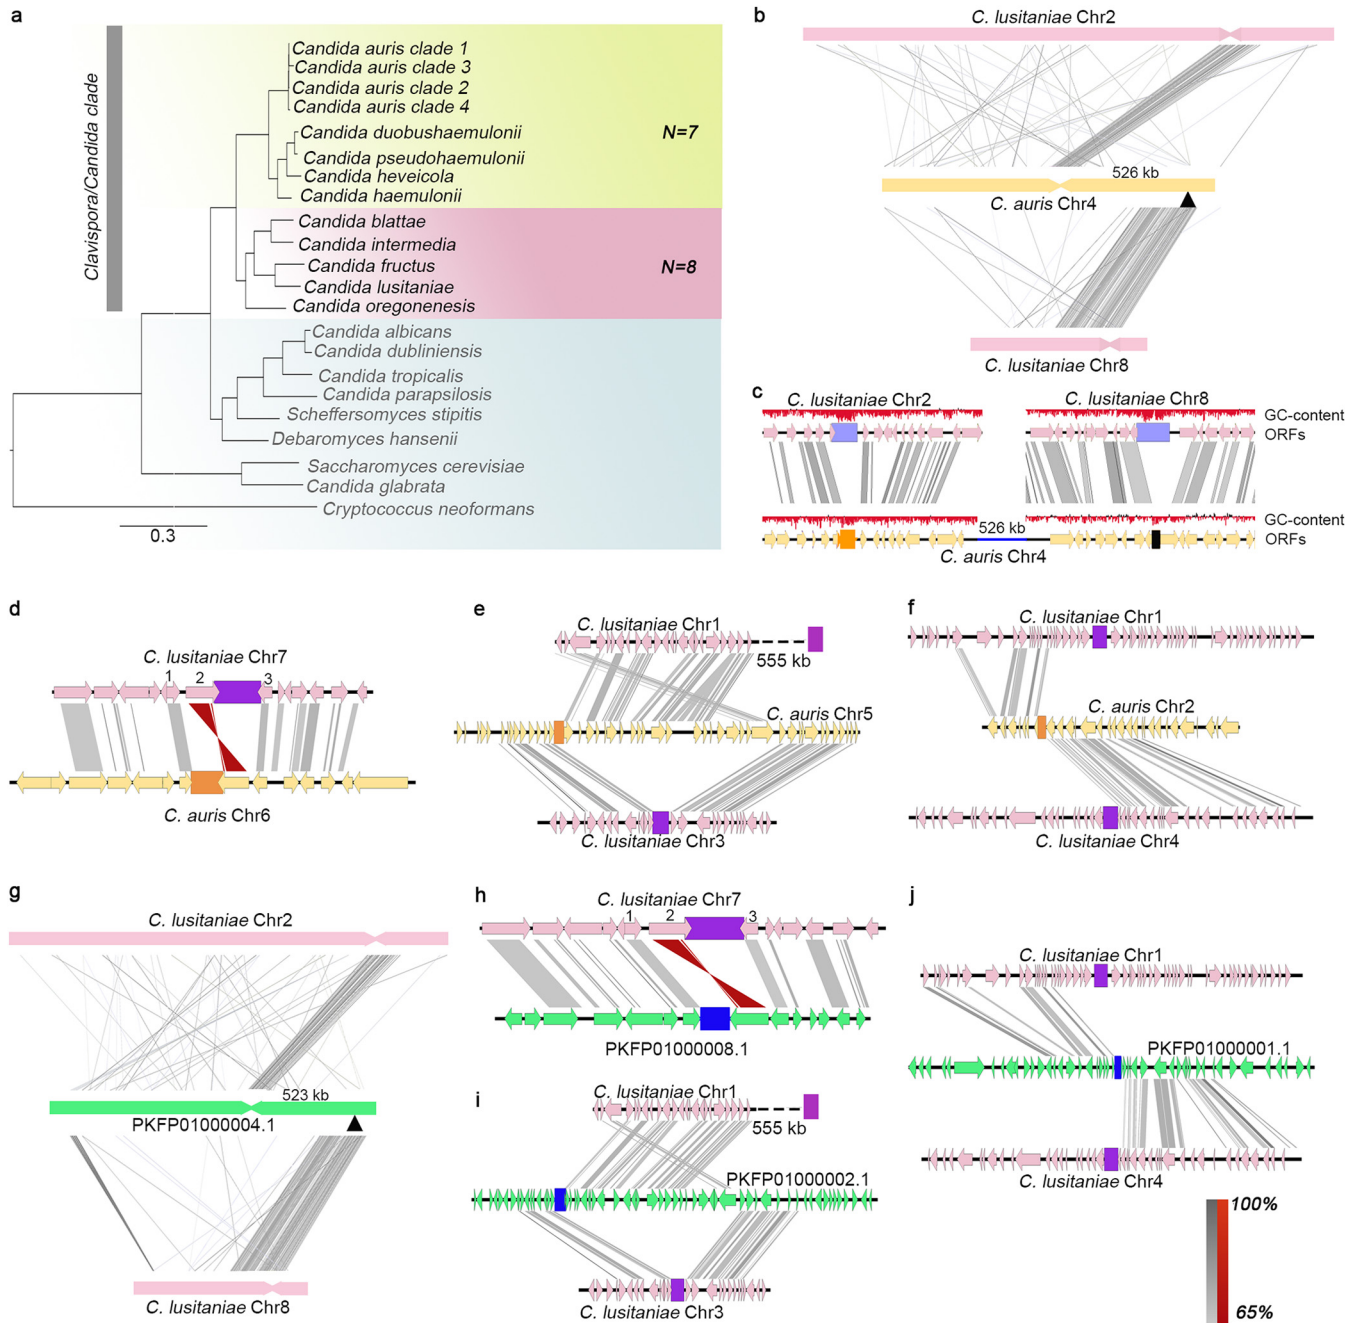 a
Clavispora/Candida clade
Candida auris clade 1
Candida auris clade 3
Candida auris clade 2
Candida auris clade 4
Candida duobushaemulonii
Candida pseudohaemulonii
Candida heveicola
Candida haemulonii
N=7
Candida blattae
Candida intermedia
Candida fructus
Candida lusitaniae
Candida oregonenesis
N=8
Candida albicans
Candida dubliniensis
Candida tropicalis
Candida parapsilosis
Scheffersomyces stipitis
Debaromyces hansenii
Saccharomyces cerevisiae
Candida glabrata
Cryptococcus neoformans
0.3
b
C. lusitaniae Chr2
526 kb
C. auris Chr4
C. lusitaniae Chr8
c
C. lusitaniae Chr2
C. lusitaniae Chr8
GC-content
ORFs
526 kb
GC-content
ORFs
C. auris Chr4
d
C. lusitaniae Chr7
1 2 3
C. auris Chr6
e
C. lusitaniae Chr1
555 kb
C. auris Chr5
C. lusitaniae Chr3
f
C. lusitaniae Chr1
C. auris Chr2
C. lusitaniae Chr4
g
C. lusitaniae Chr2
523 kb
PKFP01000004.1
C. lusitaniae Chr8
h
C. lusitaniae Chr7
1 2 3
PKFP01000008.1
i
C. lusitaniae Chr1
555 kb
PKFP01000002.1
C. lusitaniae Chr3
j
C. lusitaniae Chr1
PKFP01000001.1
C. lusitaniae Chr4
100%
65%